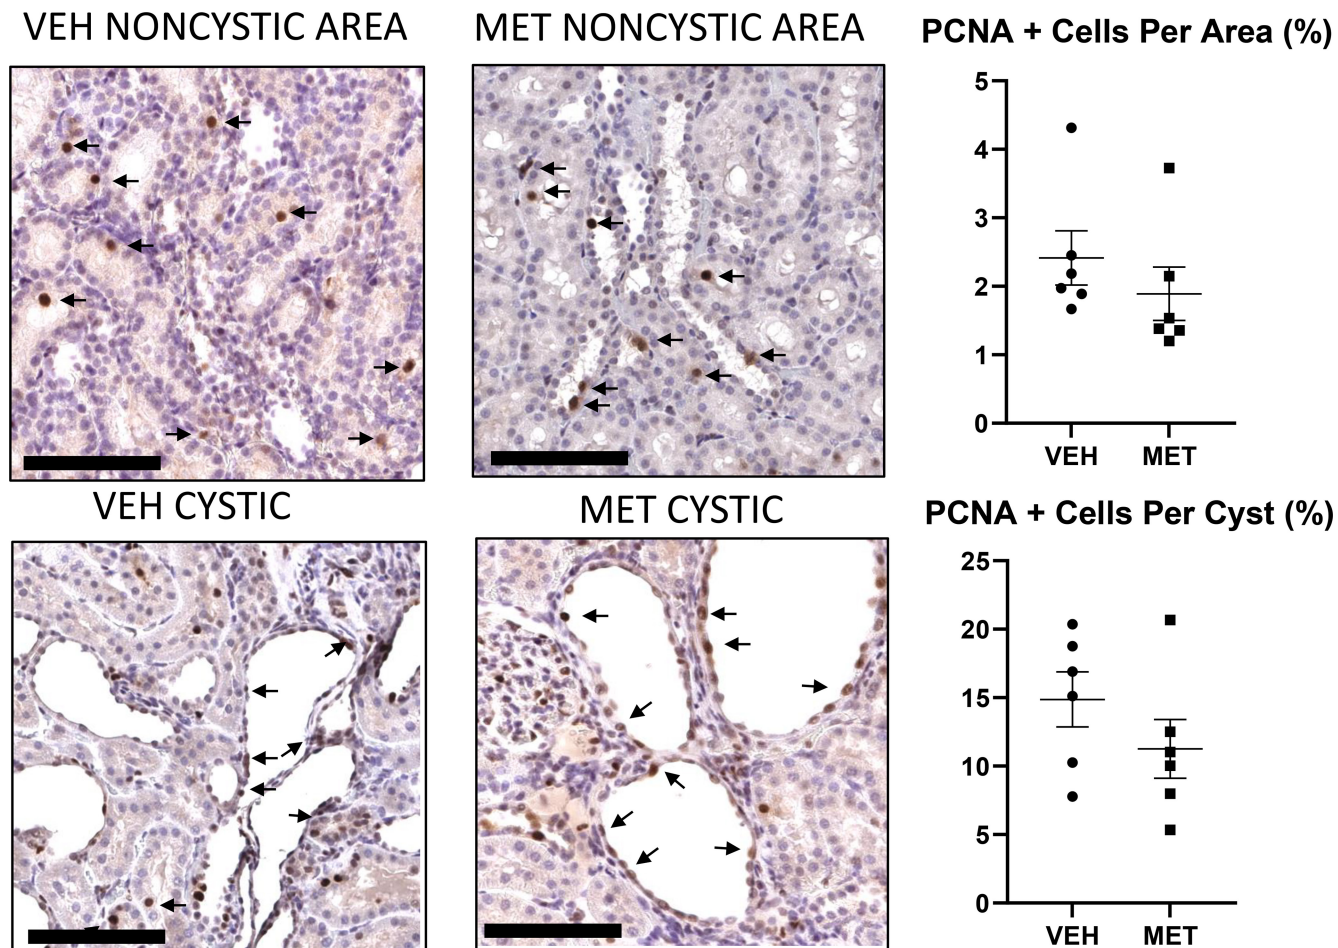 VEH NONCYSTIC AREA
MET NONCYSTIC AREA
PCNA + Cells Per Area (%)
5
4
3
2
1
0
VEH
MET
VEH CYSTIC
MET CYSTIC
PCNA + Cells Per Cyst (%)
25
20
15
10
5
0
VEH
MET